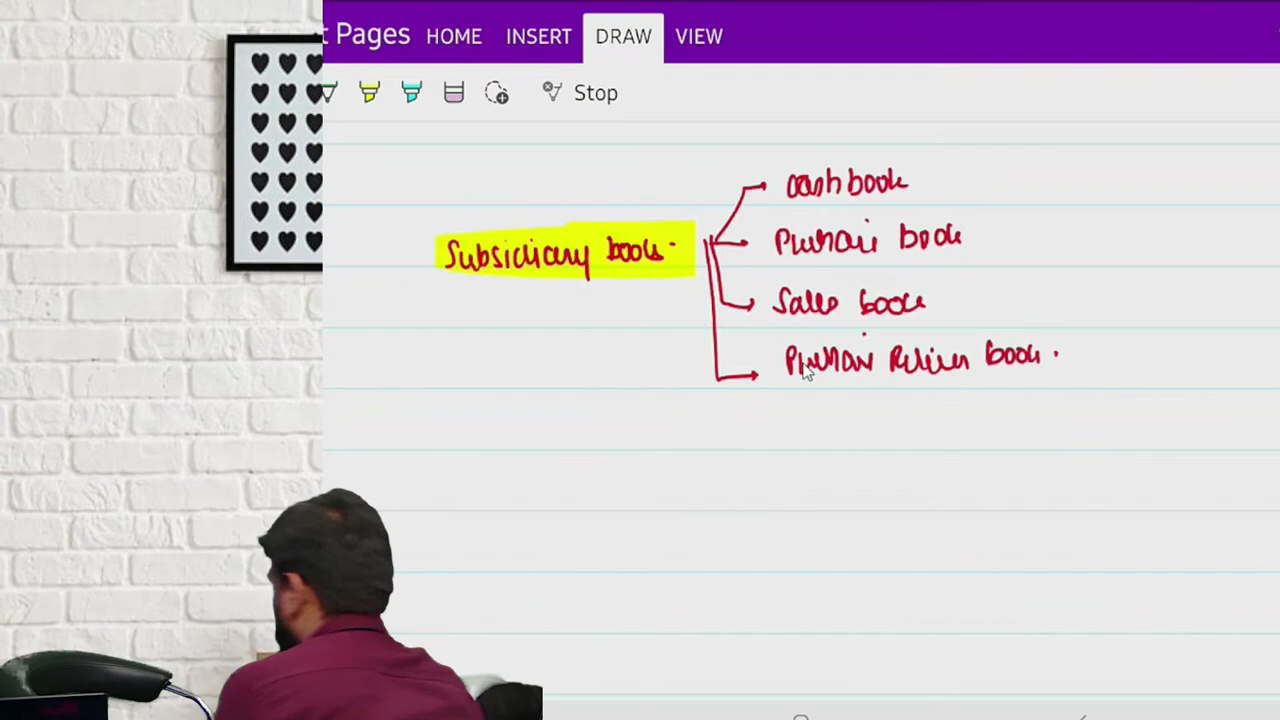 t Pages HOME INSERT DRAW VIEW
Stop
Cash book
Subsidiary book.
Purchase book
Sales book
Purchase Return book.